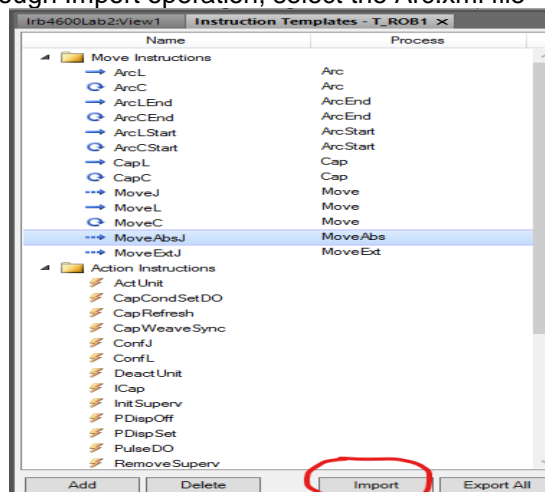 ough Import operation, select the Arc.xml file
Irb4600Lab2:View1 Instruction Templates - T_ROB1 ×
Name Process
Move Instructions
ArcL Arc
ArcC Arc
ArcLEnd ArcEnd
ArcCEnd ArcEnd
ArcLStart ArcStart
ArcCStart ArcStart
CapL Cap
CapC Cap
MoveJ Move
MoveL Move
MoveC Move
MoveAbsJ MoveAbs
MoveExtJ MoveExt
Action Instructions
ActUnit
CapCondSetDO
CapRefresh
CapWeaveSync
ConfJ
ConfL
DeactUnit
ICap
InitSuperv
PDispOff
PDispSet
PulseDO
RemoveSuperv
Add Delete Import Export All